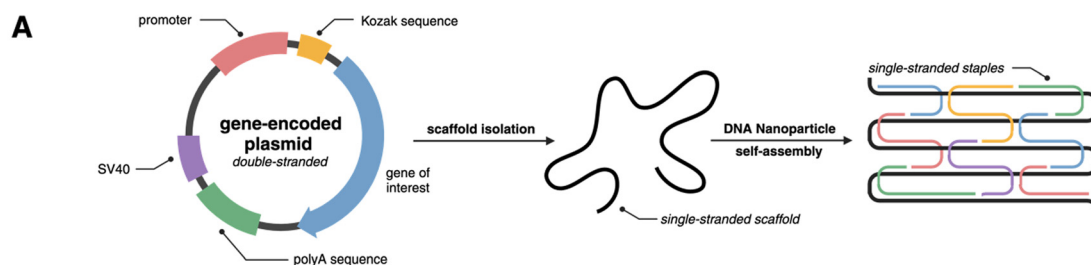 A
promoter
Kozak sequence
gene-encoded
plasmid
double-stranded
SV40
gene
of interest
polyA sequence
scaffold isolation
single-stranded scaffold
DNA Nanoparticle
self-assembly
single-stranded staples